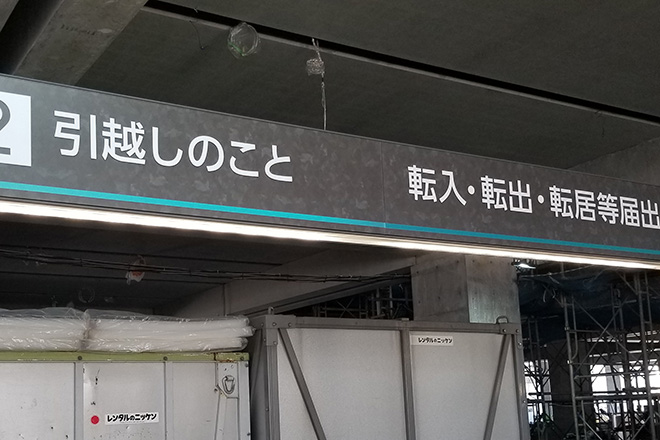 2
引越しのこと
転入・転出・転居等届出
レンタルのニッケン
レンタルのニッケン